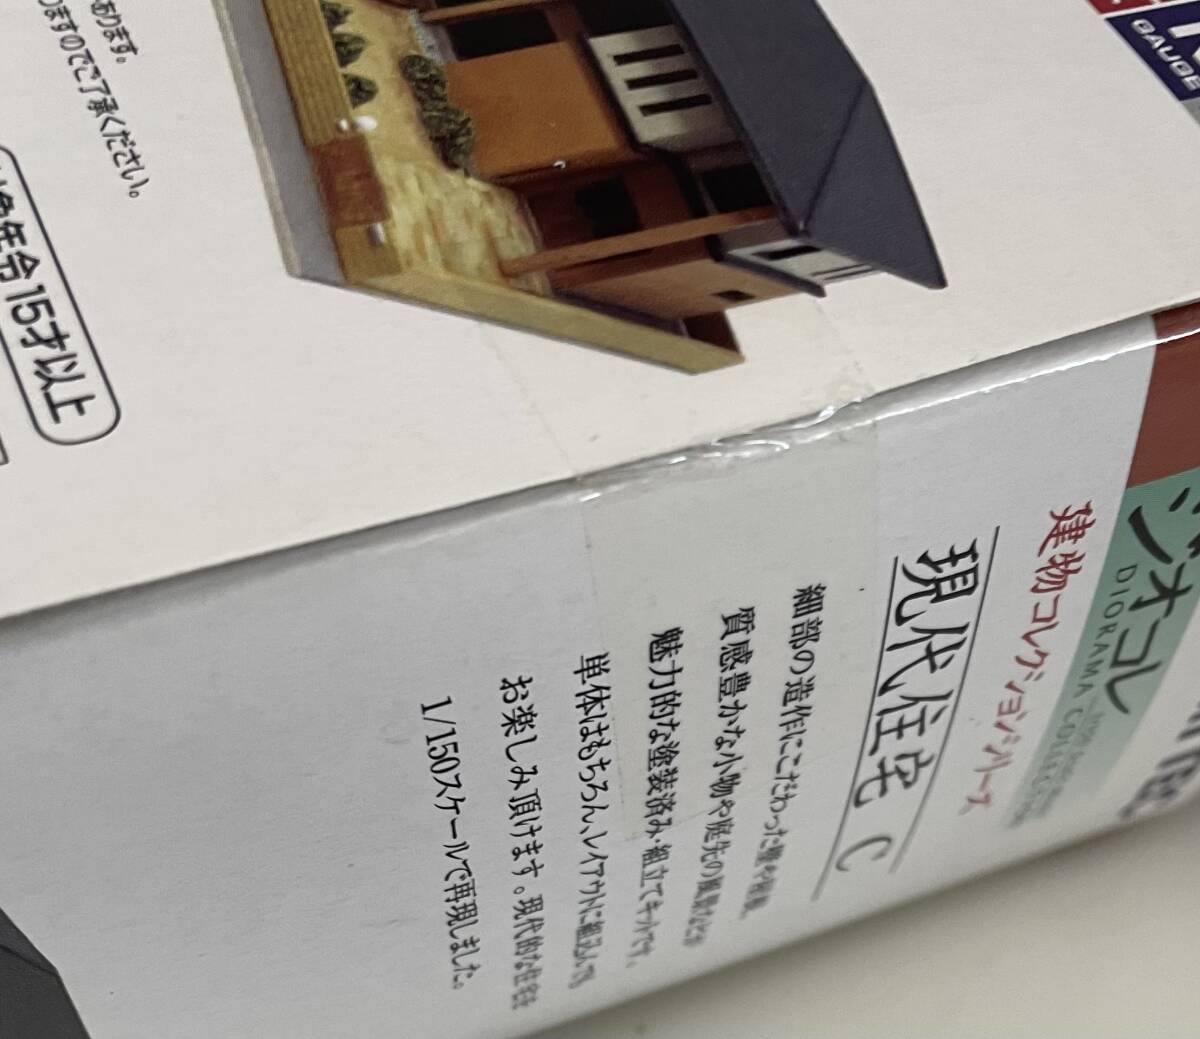 あります。
ますのでご了承ください。
年令15才以上
GAUGE
ジオコレ
DIORAMA COLLECTION
建物コレクションシリーズ
現代住宅 C
細部の造作にこだわった
質感豊かな小物や庭先の風景などが
魅力的な塗装済み・組立てキットです。
単体はもちろん、レイアウトに組込んで、
お楽しみ頂けます。現代的な住宅を
1/150スケールで再現しました。